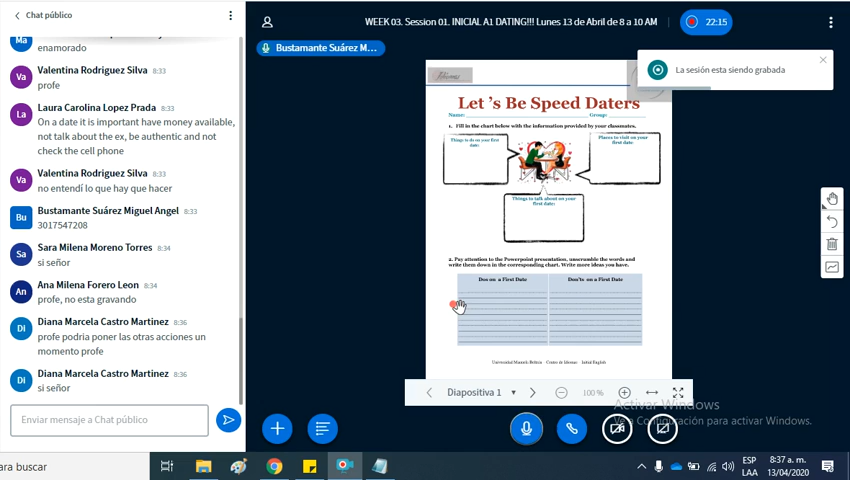 Chat público
WEEK 03. Session 01. INICIAL A1 DATING!!! Lunes 13 de Abril de 8 a 10 AM
22:15
Bustamante Suárez M...
La sesión esta siendo grabada
Ma
enamorado
Va
Valentina Rodriguez Silva 8:33
profe
La
Laura Carolina Lopez Prada 8:33
On a date it is important have money available,
not talk about the ex, be authentic and not
check the cell phone
Va
Valentina Rodriguez Silva 8:33
no entendí lo que hay que hacer
Bu
Bustamante Suárez Miguel Angel 8:33
3017547208
Sa
Sara Milena Moreno Torres 8:34
si señor
An
Ana Milena Forero Leon 8:34
profe, no esta gravando
Di
Diana Marcela Castro Martinez 8:36
profe podria poner las otras acciones un
momento profe
Di
Diana Marcela Castro Martinez 8:36
si señor
Enviar mensaje a Chat público
Let 's Be Speed Daters
Name: Group:
1. Fill in the chart below with the information provided by your classmates.
Things to do on your first
date:
Places to visit on your
first date:
Things to talk about on your
first date:
2. Pay attention to the Powerpoint presentation, unscramble the words and
write them down in the corresponding chart. Write more ideas you have.
Dos on a First Date
Don'ts on a First Date
Centro de Idiomas Initial English
Diapositiva 1
100 %
Activar Windows
Ve a Configuración para activar Windows.
ara buscar
ESP
LAA
8:37 a. m.
13/04/2020